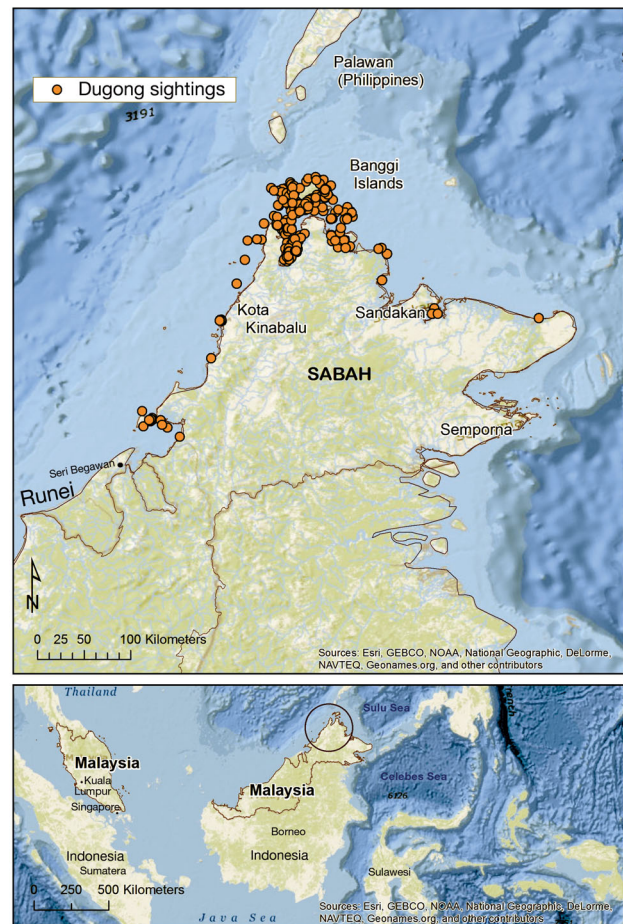 Palawan
(Philippines)
Dugong sightings
3191
Banggi
Islands
Kota
Kinabalu
Sandakan
SABAH
Semporna
Seri Begawan
Runei
N
0 25 50 100 Kilometers
Sources: Esri, GEBCO, NOAA, National Geographic, DeLorme,
NAVTEQ, Geonames.org, and other contributors
Thailand
Sulu Sea
Malaysia
Kuala
Lumpur
Singapore
Malaysia
Celebes Sea
6126
Borneo
Indonesia
Sumatera
Indonesia
Sulawesi
0 250 500 Kilometers
Java Sea
Sources: Esri, GEBCO, NOAA, National Geographic, DeLorme,
NAVTEQ, Geonames.org, and other contributors